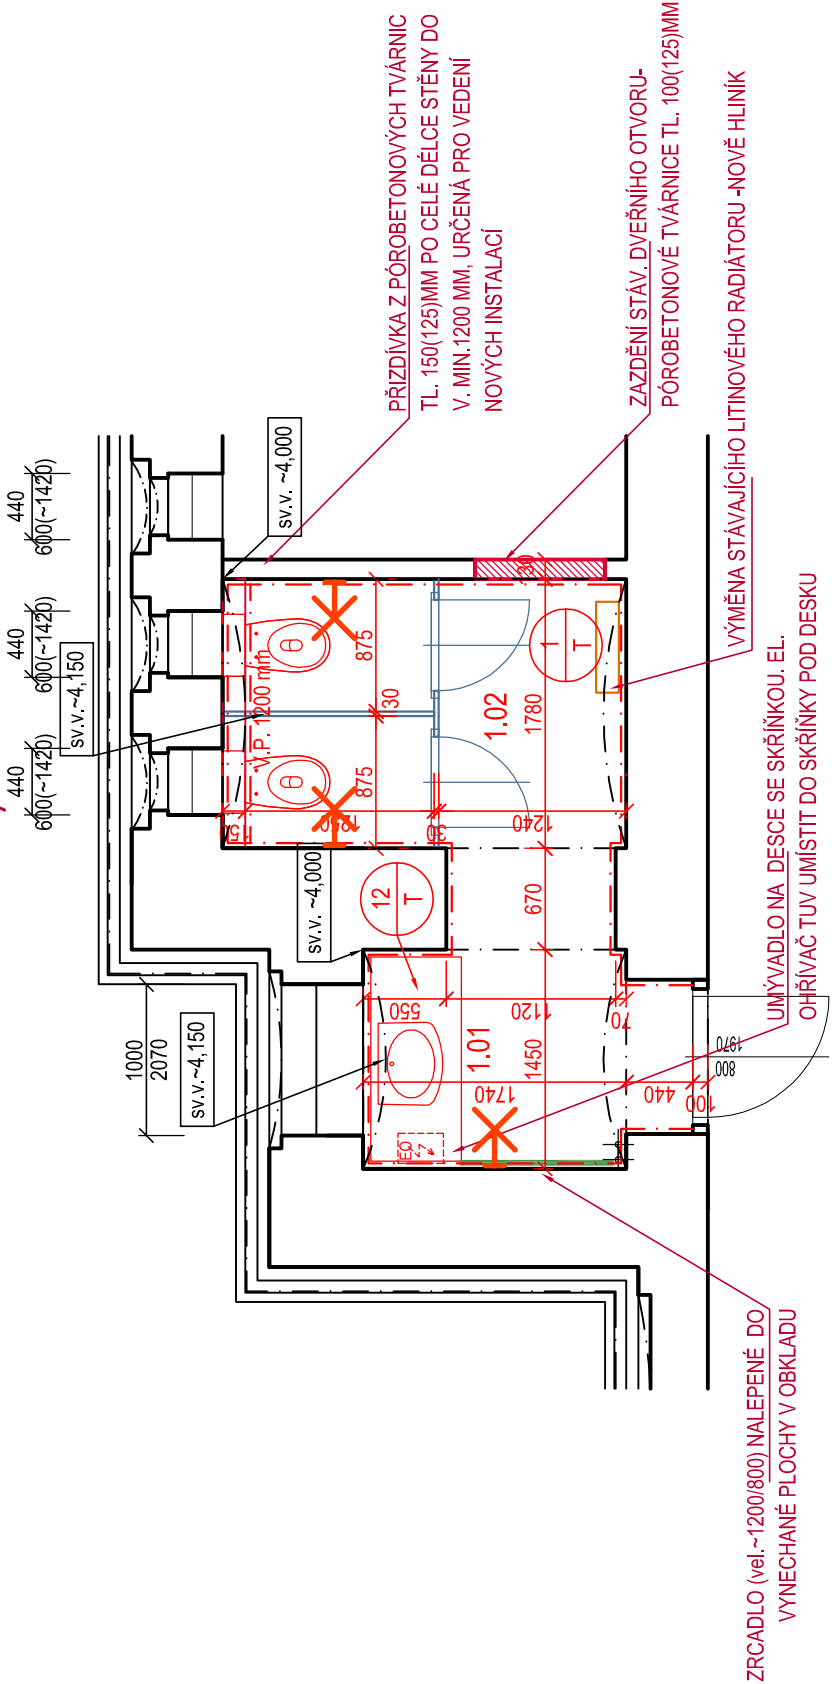 PŘIZDÍVKA Z PÓROBETONOVÝCH TVÁRNIC
TL. 150(125)MM PO CELÉ DÉLCE STĚNY DO
V. MIN.1200 MM, URČENÁ PRO VEDENÍ
NOVÝCH INSTALACÍ
ZAZDĚNÍ STÁV. DVEŘNÍHO OTVORU-
PÓROBETONOVÉ TVÁRNICE TL. 100(125)MM
VÝMĚNA STÁVAJÍCÍHO LITINOVÉHO RADIÁTORU -NOVĚ HLINÍK
440
600(~1420)
440
600(~1420)
440
600(~1420)
sv.v. ~4,000
sv.v.~4,150
V.P. 1200 mm
875
30
875
150
1250
30
1240
130
1
T
1.02
1780
sv.v. ~4,000
12
T
670
1000
2070
sv.v.~4,150
550
1120
70
1.01
1450
1740
440
100
EO
800
1970
UMÝVADLO NA DESCE SE SKŘÍŇKOU. EL.
OHŘÍVAČ TUV UMÍSTIT DO SKŘÍŇKY POD DESKU
ZRCADLO (vel.~1200/800) NALEPENÉ DO
VYNECHANÉ PLOCHY V OBKLADU